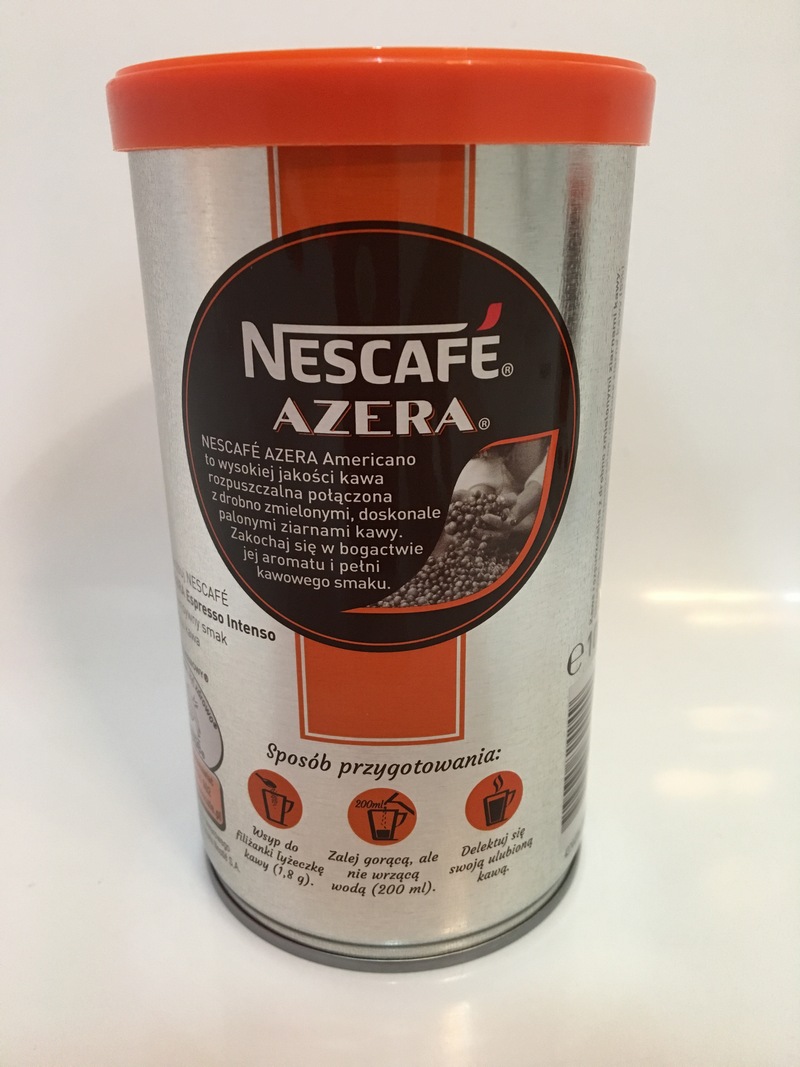 NESCAFÉ®
AZERA®
NESCAFÉ AZERA Americano
to wysokiej jakości kawa
rozpuszczalna połączona
z drobno zmielonymi, doskonale
palonymi ziarnami kawy.
Zakochaj się w bogactwie
jej aromatu i pełni
kawowego smaku.
NESCAFÉ
Espresso Intenso
smak
Sposób przygotowania:
Wsyp do
filiżanki łyżeczkę
kawy (1,8 g).
200ml
Zalej gorącą, ale
nie wrzącą
wodą (200 ml).
Delektuj się
swoją ulubioną
kawą.
e